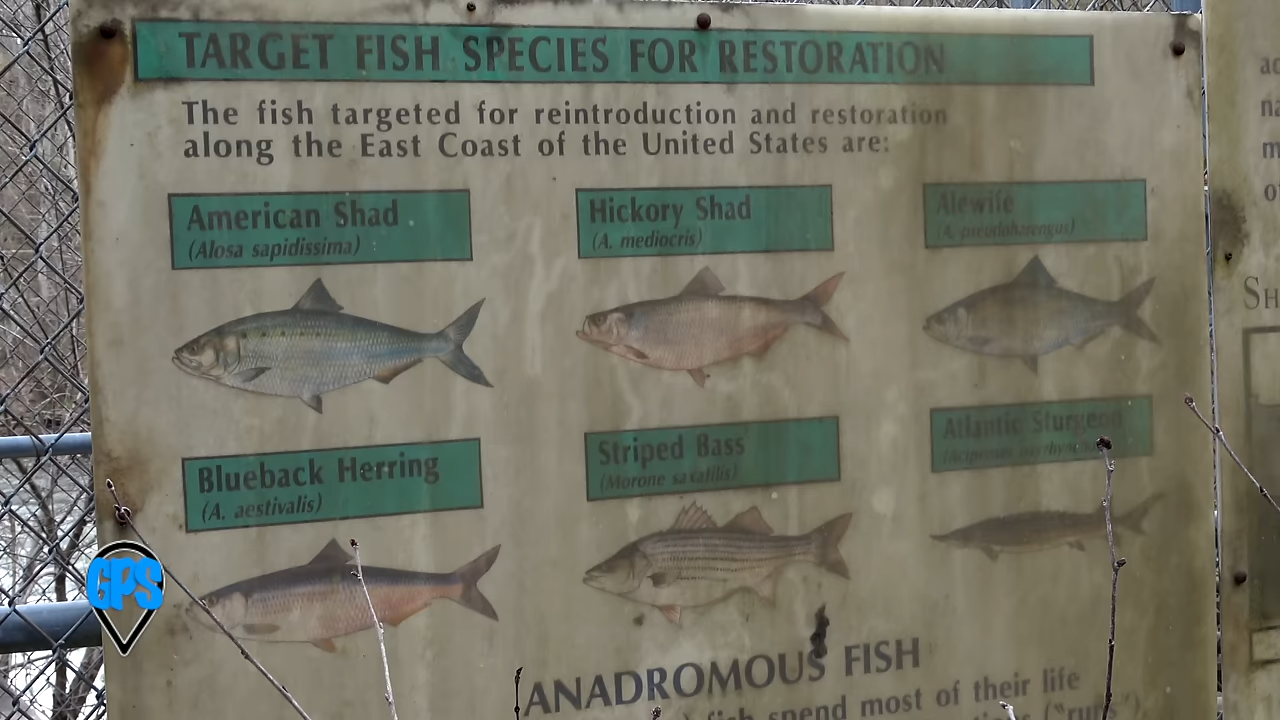 TARGET FISH SPECIES FOR RESTORATION
The fish targeted for reintroduction and restoration
along the East Coast of the United States are:
American Shad
(Alosa sapidissima)
Hickory Shad
(A. mediocris)
Alewife
(A. pseudoharengus)
Blueback Herring
(A. aestivalis)
Striped Bass
(Morone saxatilis)
Atlantic Sturgeon
GPS
ANADROMOUS FISH
fish spend most of their life
("runs").